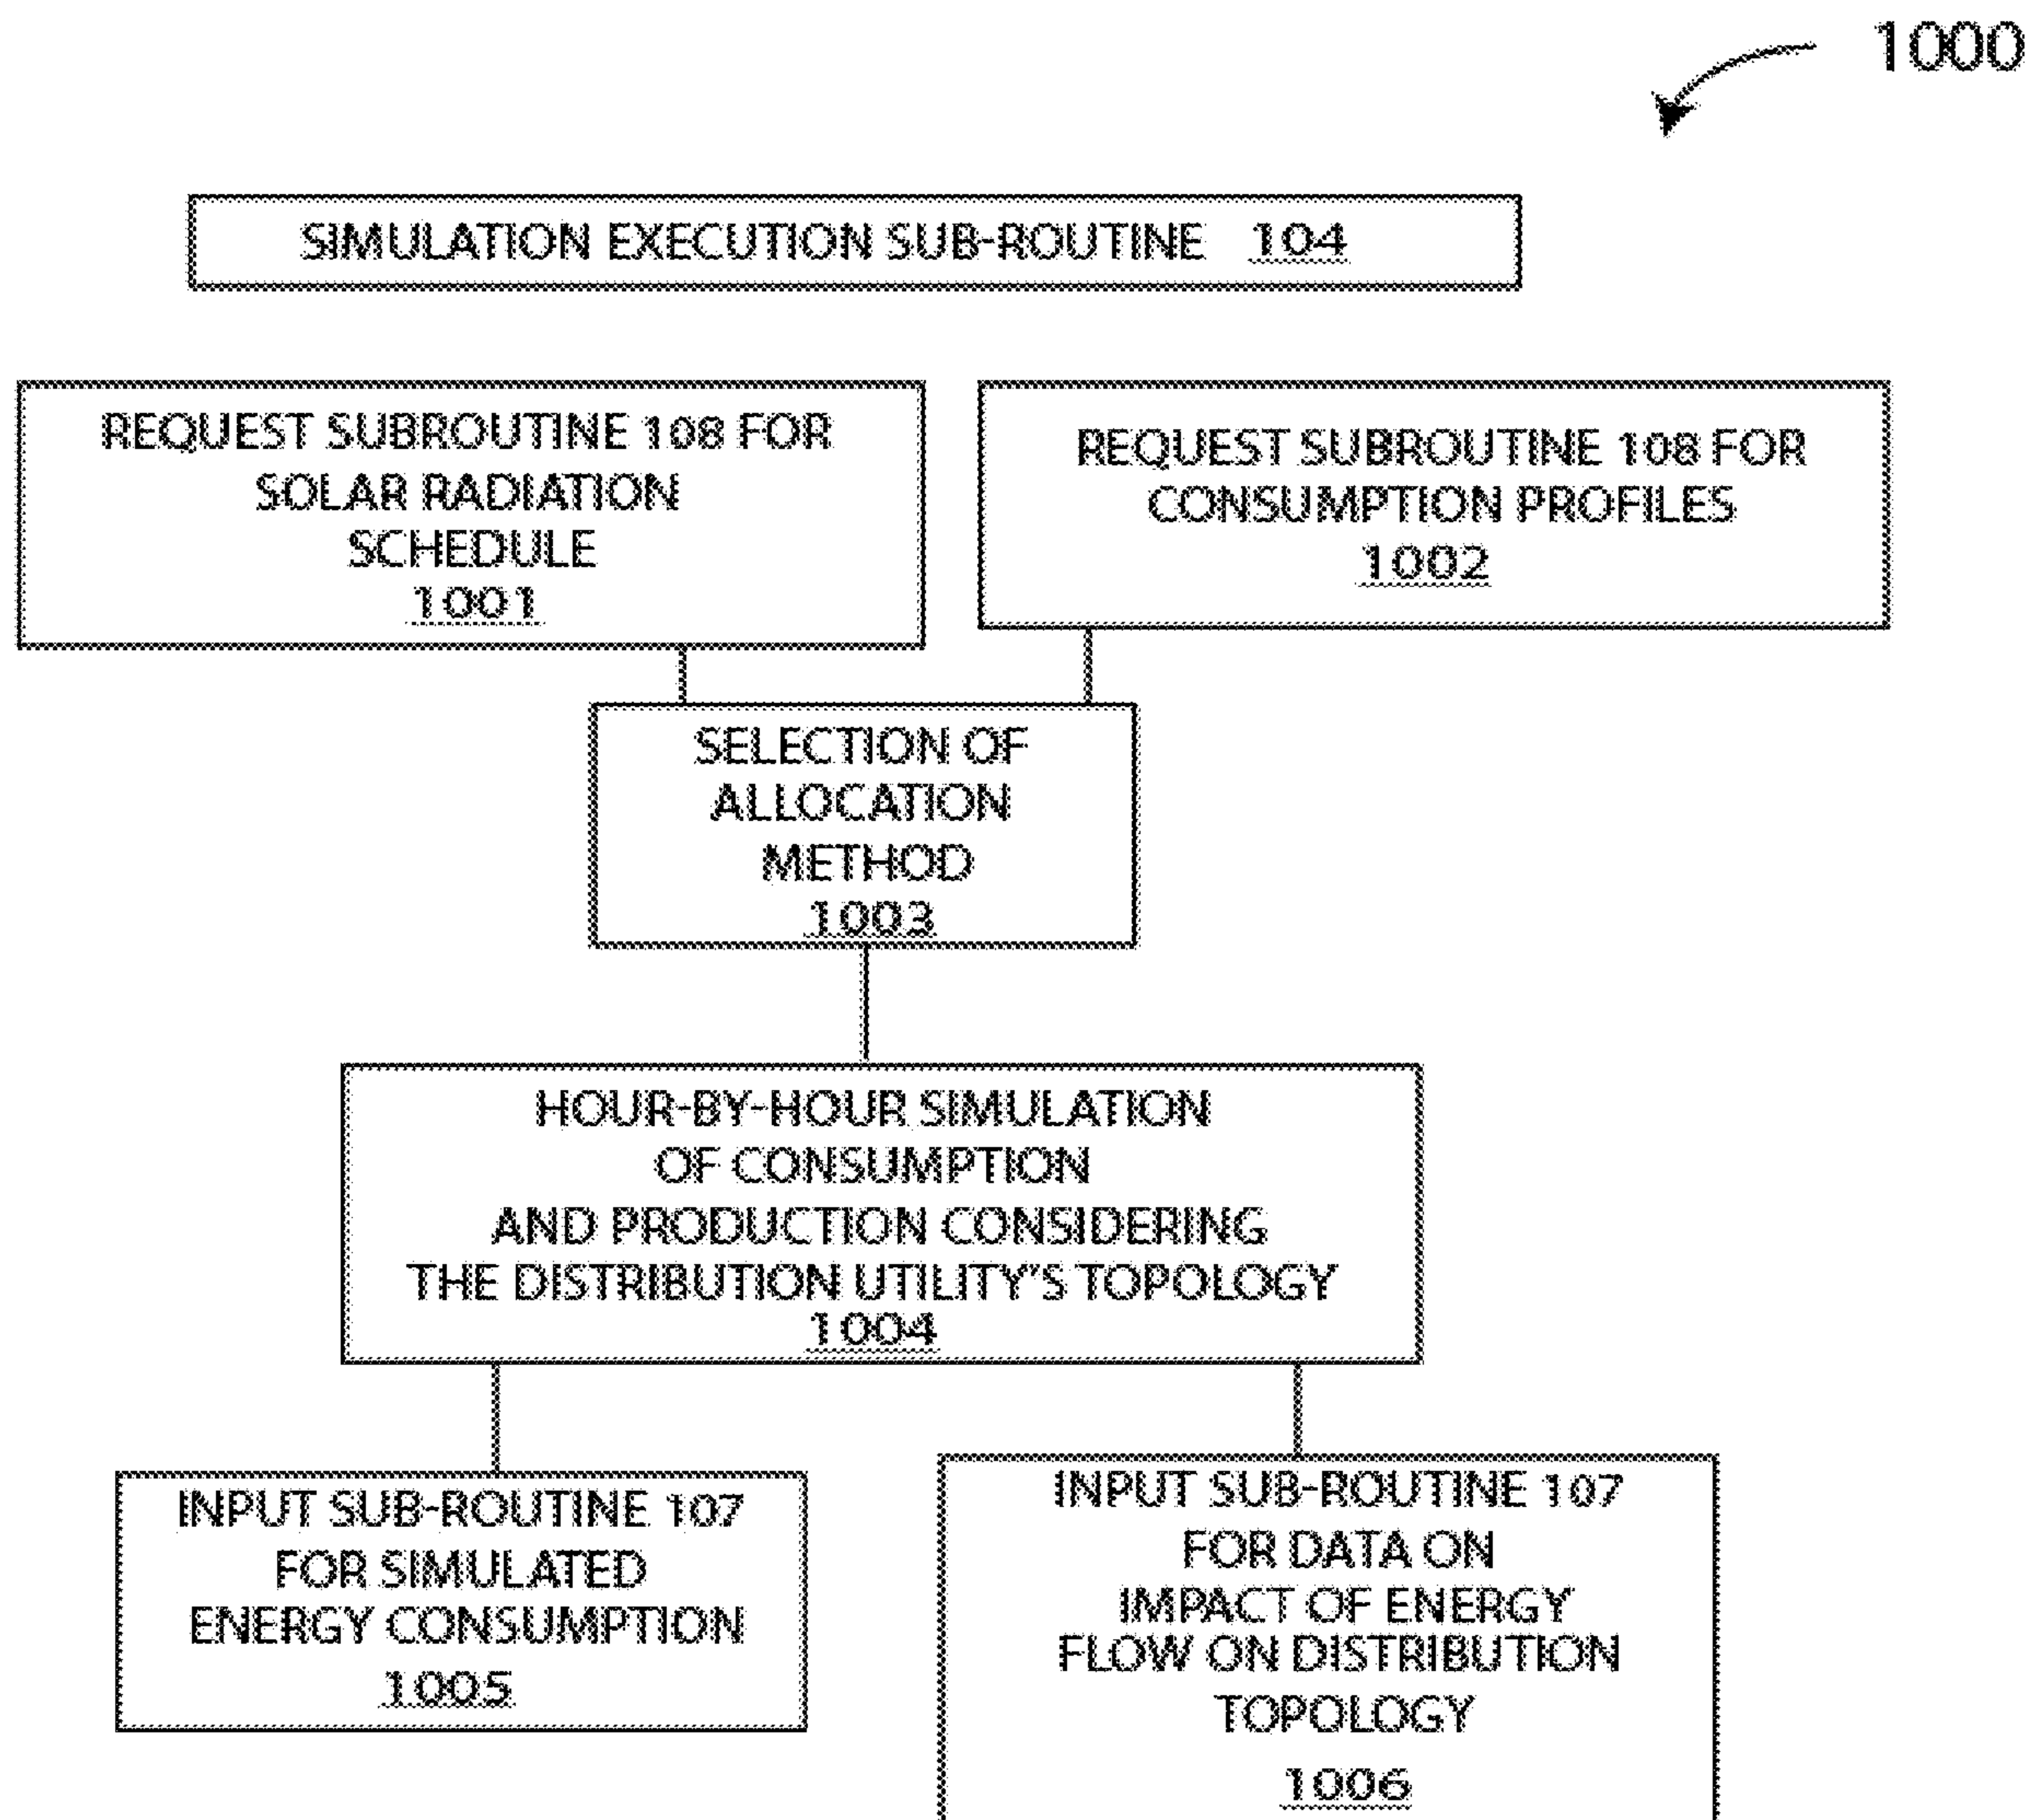 1000
SIMULATION EXECUTION SUB-ROUTINE 104
REQUEST SUBROUTINE 108 FOR
SOLAR RADIATION
SCHEDULE
1001
REQUEST SUBROUTINE 108 FOR
CONSUMPTION PROFILES
1002
SELECTION OF
ALLOCATION
METHOD
1003
HOUR-BY-HOUR SIMULATION
OF CONSUMPTION
AND PRODUCTION CONSIDERING
THE DISTRIBUTION UTILITY'S TOPOLOGY
1004
INPUT SUB-ROUTINE 107
FOR SIMULATED
ENERGY CONSUMPTION
1005
INPUT SUB-ROUTINE 107
FOR DATA ON
IMPACT OF ENERGY
FLOW ON DISTRIBUTION
TOPOLOGY
1006